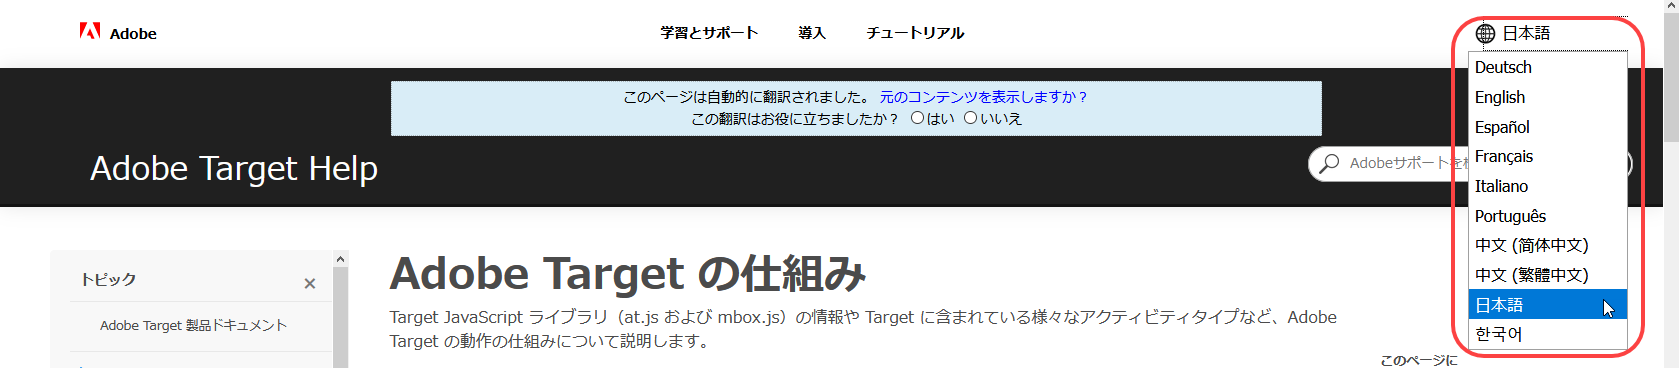 Adobe
学習とサポート
導入
チュートリアル
日本語
Deutsch
English
Español
Français
Italiano
Português
中文 (简体中文)
中文 (繁體中文)
日本語
한국어
このページは自動的に翻訳されました。 元のコンテンツを表示しますか？
この翻訳はお役に立ちましたか？ はい いいえ
Adobe Target Help
Adobeサポートを
トピック
Adobe Target 製品ドキュメント
Adobe Target の仕組み
Target JavaScript ライブラリ（at.js および mbox.js）の情報や Target に含まれている様々なアクティビティタイプなど、Adobe
Target の動作の仕組みについて説明します。
このページに